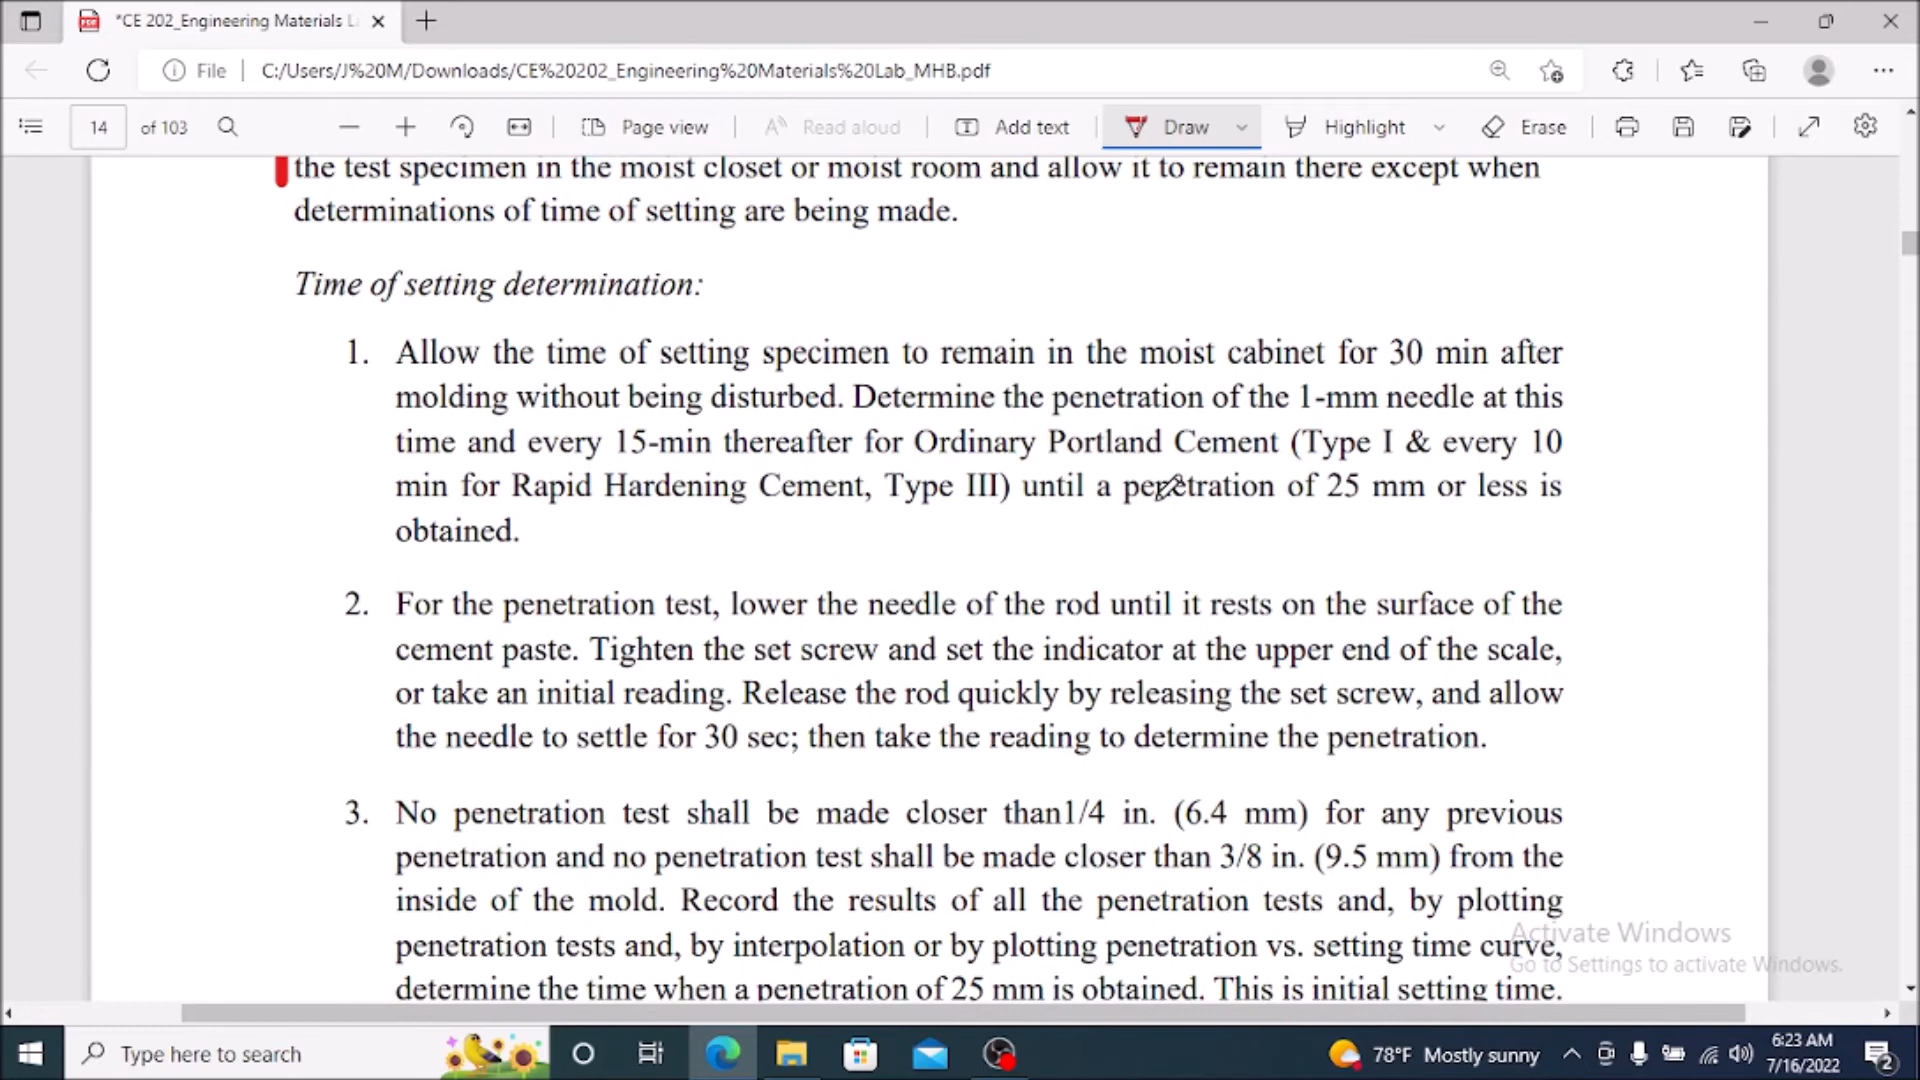 *CE 202_Engineering Materials L
File
C:/Users/J%20M/Downloads/CE%20202_Engineering%20Materials%20Lab_MHB.pdf
14 of 103
Page view
Read aloud
Add text
Draw
Highlight
Erase
the test specimen in the moist closet or moist room and allow it to remain there except when
determinations of time of setting are being made.
Time of setting determination:
1. Allow the time of setting specimen to remain in the moist cabinet for 30 min after
molding without being disturbed. Determine the penetration of the 1-mm needle at this
time and every 15-min thereafter for Ordinary Portland Cement (Type I & every 10
min for Rapid Hardening Cement, Type III) until a penetration of 25 mm or less is
obtained.
2. For the penetration test, lower the needle of the rod until it rests on the surface of the
cement paste. Tighten the set screw and set the indicator at the upper end of the scale,
or take an initial reading. Release the rod quickly by releasing the set screw, and allow
the needle to settle for 30 sec; then take the reading to determine the penetration.
3. No penetration test shall be made closer than1/4 in. (6.4 mm) for any previous
penetration and no penetration test shall be made closer than 3/8 in. (9.5 mm) from the
inside of the mold. Record the results of all the penetration tests and, by plotting
penetration tests and, by interpolation or by plotting penetration vs. setting time curve,
determine the time when a penetration of 25 mm is obtained. This is initial setting time.
Activate Windows
Go to Settings to activate Windows.
Type here to search
78°F Mostly sunny
6:23 AM
7/16/2022
2